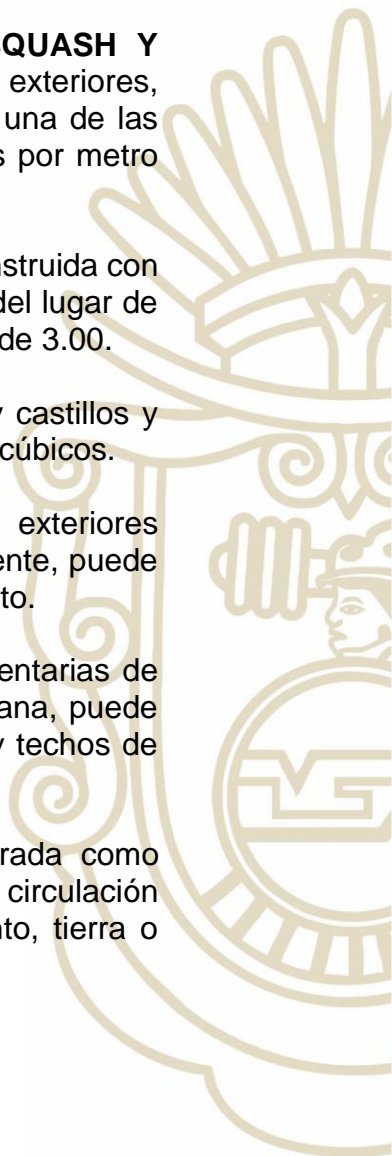 QUASH Y
exteriores,
una de las
s por metro
nstruida con
del lugar de
de 3.00.
y castillos y
cúbicos.
exteriores
ente, puede
to.
entarias de
ana, puede
y techos de
rada como
circulación
nto, tierra o